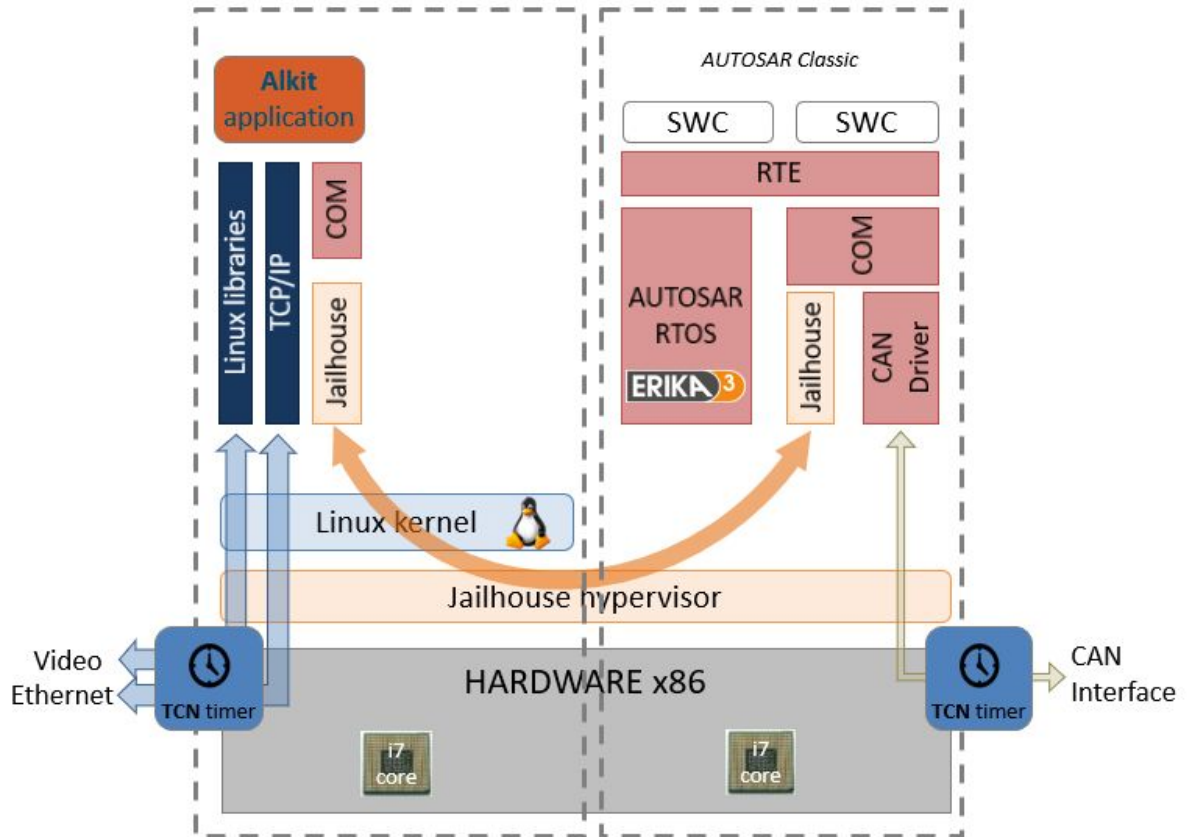 AUTOSAR Classic
Alkit
application
SWC
SWC
RTE
Linux libraries
TCP/IP
COM
Jailhouse
AUTOSAR
RTOS
ERIKA 3
COM
Jailhouse
CAN
Driver
Linux kernel
Jailhouse hypervisor
HARDWARE x86
Video
Ethernet
TCN timer
TCN timer
CAN
Interface
i7
core
i7
core